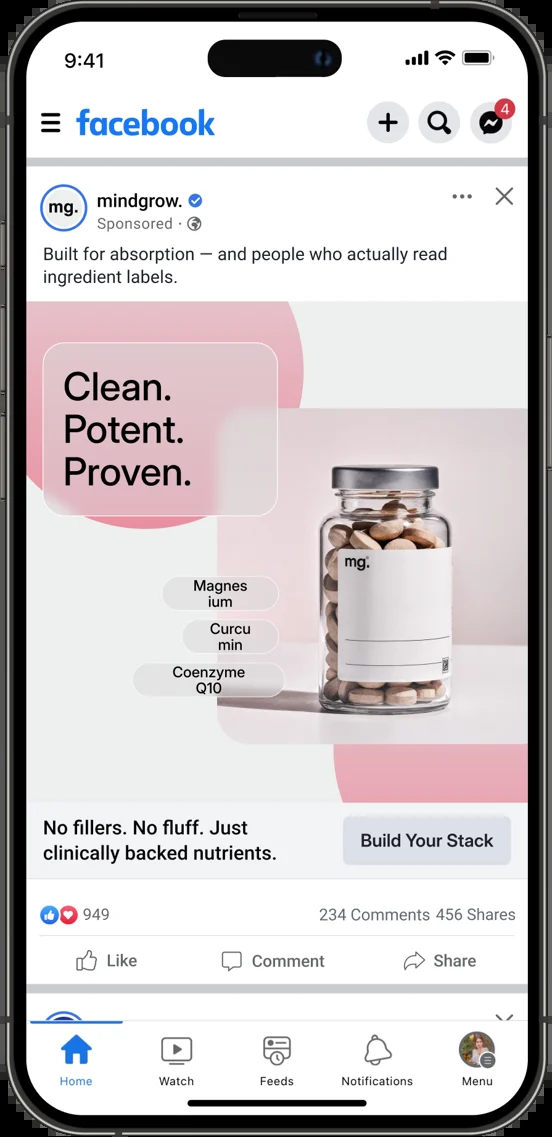 9:41
facebook
4
mg.
mindgrow.
Sponsored ·
Built for absorption — and people who actually read
ingredient labels.
Clean.
Potent.
Proven.
mg.
Magnes
ium
Curcu
min
Coenzyme
Q10
No fillers. No fluff. Just
clinically backed nutrients.
Build Your Stack
949
234 Comments 456 Shares
Like
Comment
Share
Home
Watch
Feeds
Notifications
Menu